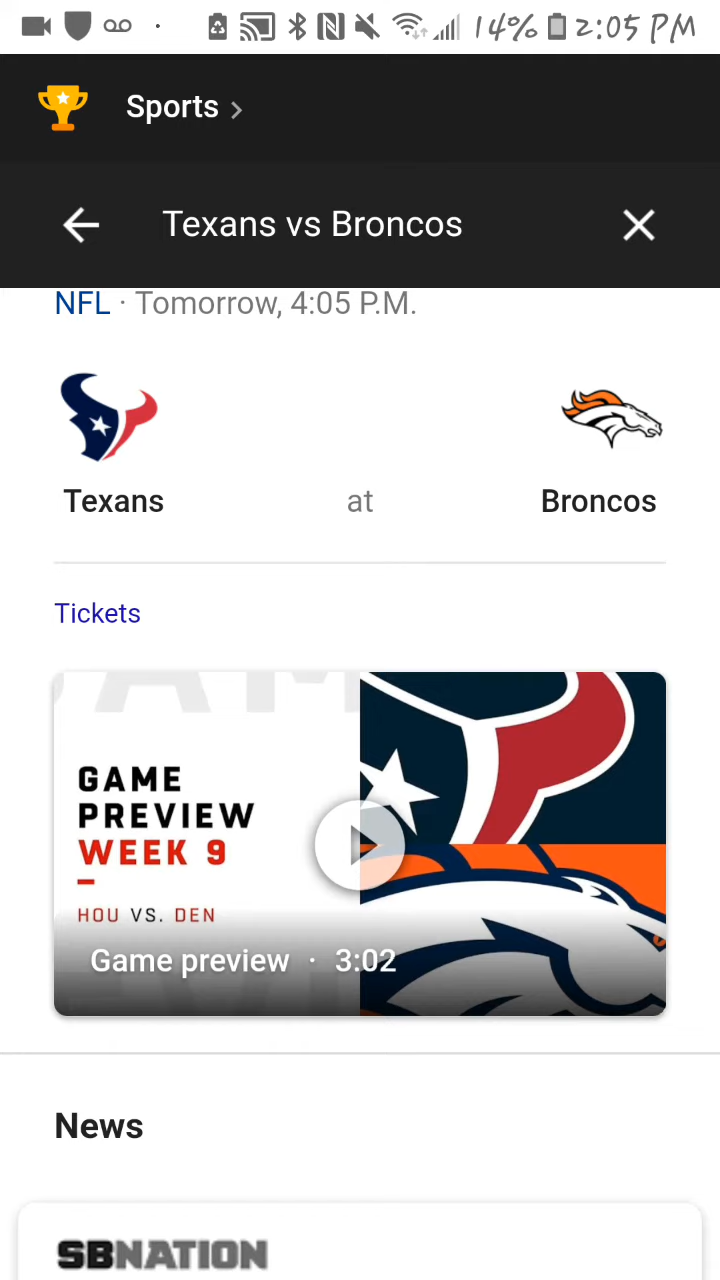 14% 2:05 PM
Sports
Texans vs Broncos
NFL · Tomorrow, 4:05 P.M.
Texans at Broncos
Tickets
GAME
PREVIEW
WEEK 9
HOU VS. DEN
Game preview · 3:02
News
SBNATION